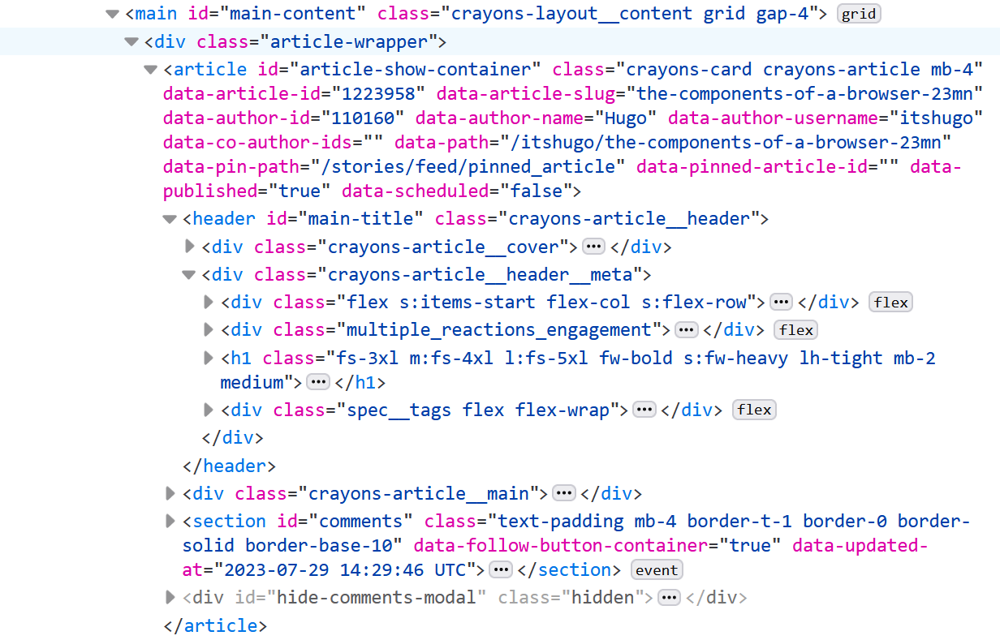 <main id="main-content" class="crayons-layout__content grid gap-4"> grid
<div class="article-wrapper">
<article id="article-show-container" class="crayons-card crayons-article mb-4"
data-article-id="1223958" data-article-slug="the-components-of-a-browser-23mn"
data-author-id="110160" data-author-name="Hugo" data-author-username="itshugo"
data-co-author-ids="" data-path="/itshugo/the-components-of-a-browser-23mn"
data-pin-path="/stories/feed/pinned_article" data-pinned-article-id="" data-
published="true" data-scheduled="false">
<header id="main-title" class="crayons-article__header">
<div class="crayons-article__cover">…</div>
<div class="crayons-article__header__meta">
<div class="flex s:items-start flex-col s:flex-row">…</div> flex
<div class="multiple_reactions_engagement">…</div> flex
<h1 class="fs-3xl m:fs-4xl l:fs-5xl fw-bold s:fw-heavy lh-tight mb-2
medium">…</h1>
<div class="spec__tags flex flex-wrap">…</div> flex
</div>
</header>
<div class="crayons-article__main">…</div>
<section id="comments" class="text-padding mb-4 border-t-1 border-0 border-
solid border-base-10" data-follow-button-container="true" data-updated-
at="2023-07-29 14:29:46 UTC">…</section> event
<div id="hide-comments-modal" class="hidden">…</div>
</article>